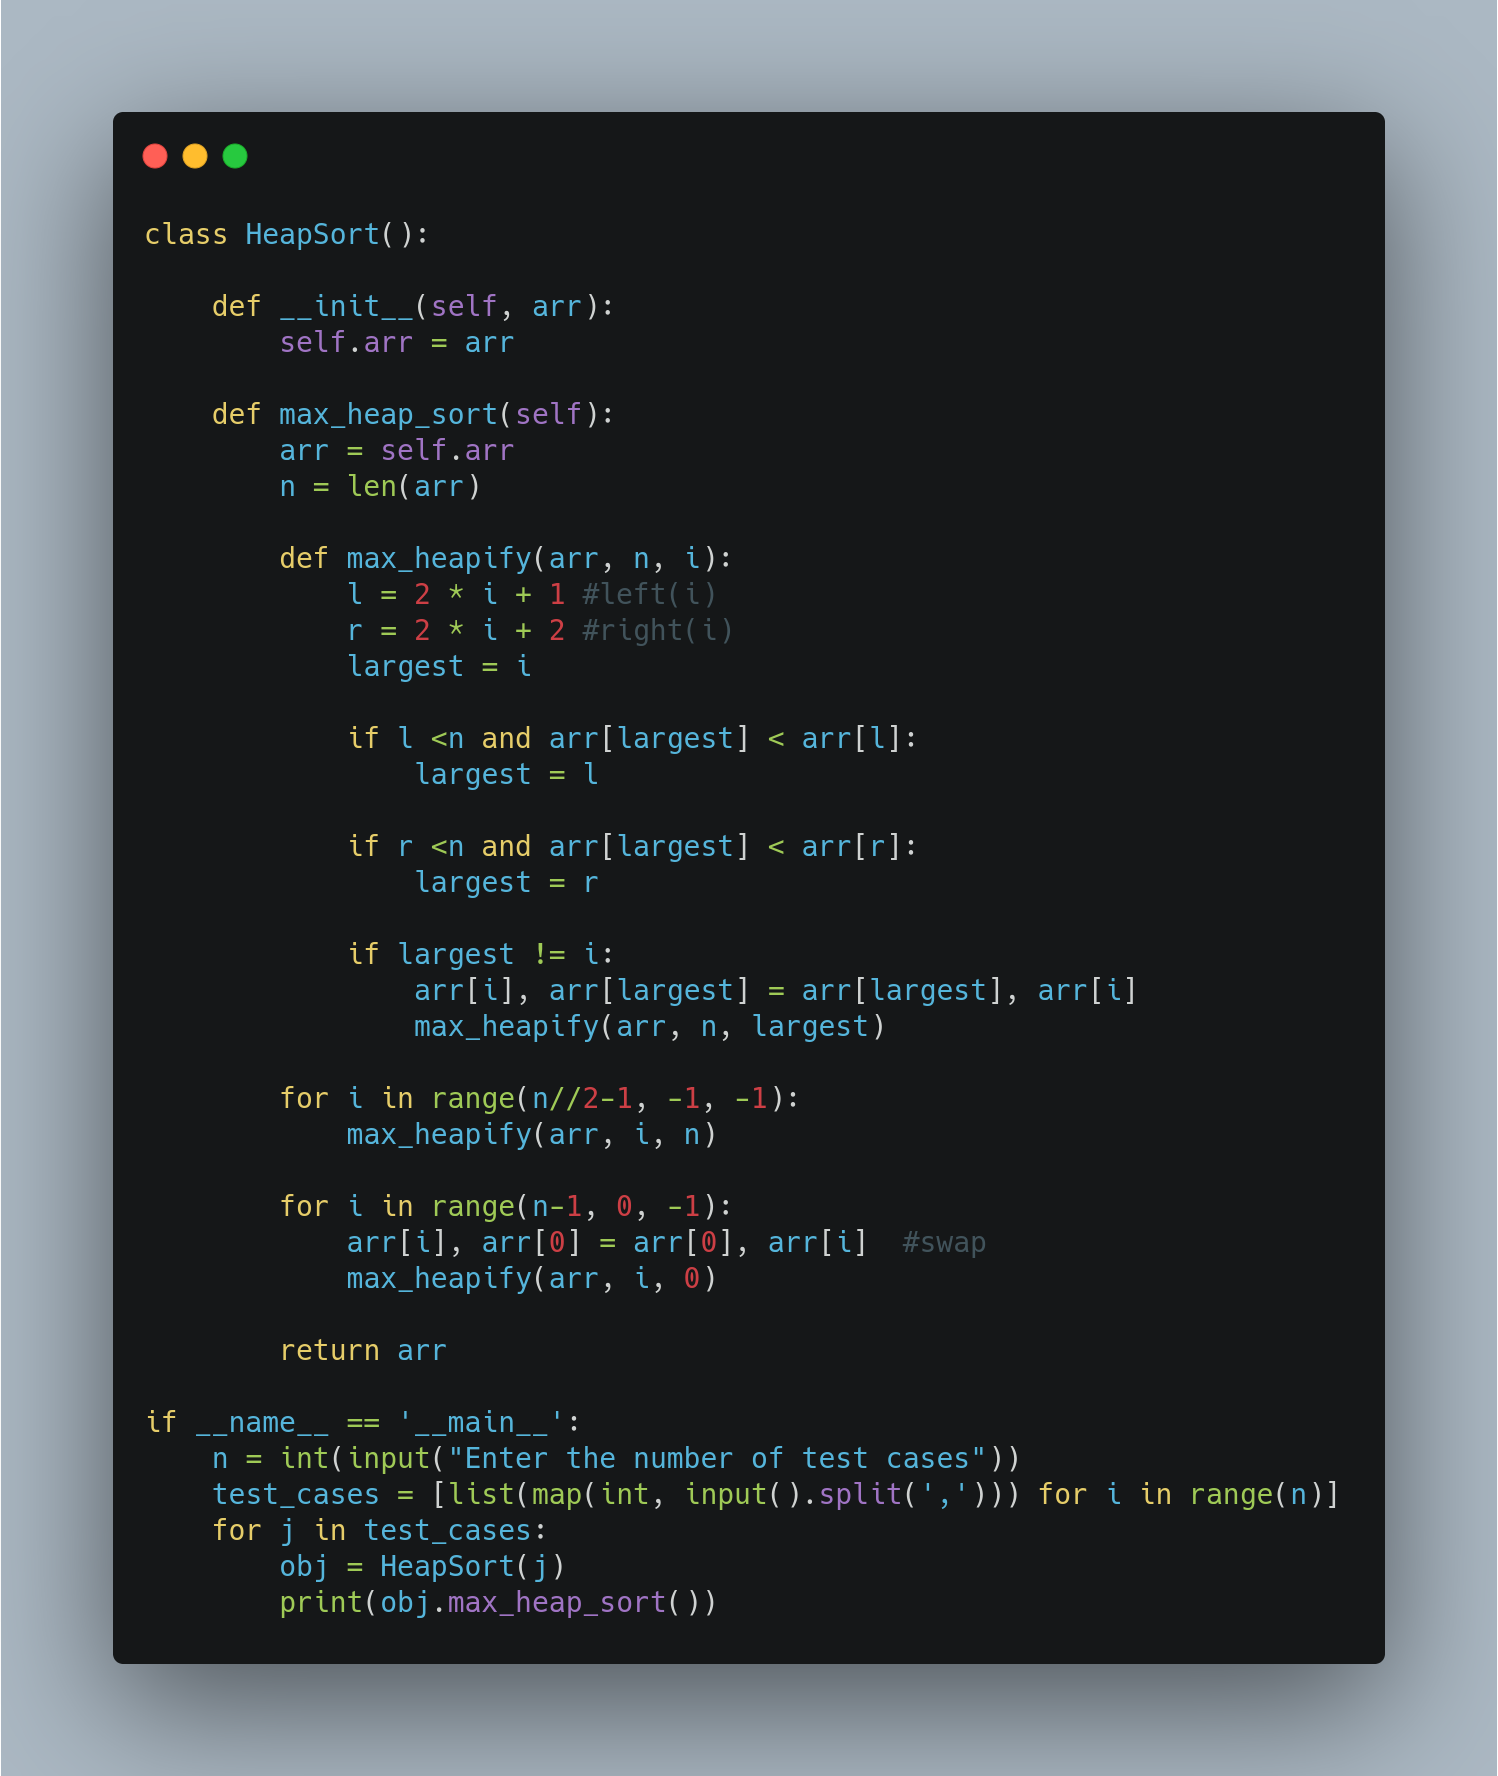 class HeapSort():
    def __init__(self, arr):
        self.arr = arr
    def max_heap_sort(self):
        arr = self.arr
        n = len(arr)
        def max_heapify(arr, n, i):
            l = 2 * i + 1 #left(i)
            r = 2 * i + 2 #right(i)
            largest = i
            if l <n and arr[largest] < arr[l]:
                largest = l
            if r <n and arr[largest] < arr[r]:
                largest = r
            if largest != i:
                arr[i], arr[largest] = arr[largest], arr[i]
                max_heapify(arr, n, largest)
        for i in range(n//2-1, -1, -1):
            max_heapify(arr, i, n)
        for i in range(n-1, 0, -1):
            arr[i], arr[0] = arr[0], arr[i]  #swap
            max_heapify(arr, i, 0)
        return arr
if __name__ == '__main__':
    n = int(input("Enter the number of test cases"))
    test_cases = [list(map(int, input().split(','))) for i in range(n)]
    for j in test_cases:
        obj = HeapSort(j)
        print(obj.max_heap_sort())